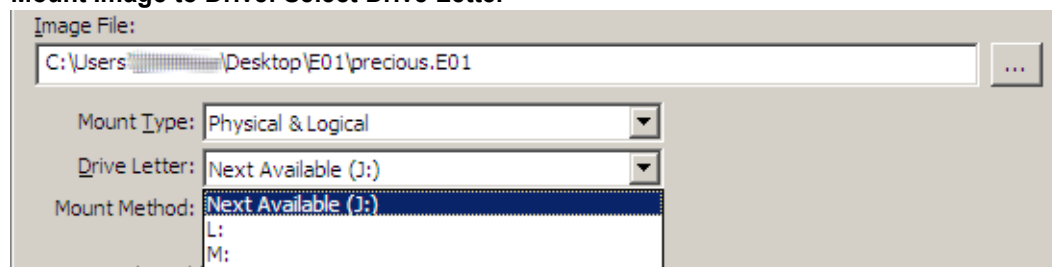 Mount Image to Drive: Select Drive Letter
Image File:
C:\Users\ \Desktop\E01\precious.E01
...
Mount Type: Physical & Logical
Drive Letter: Next Available (J:)
Mount Method: Next Available (J:)
L:
M: